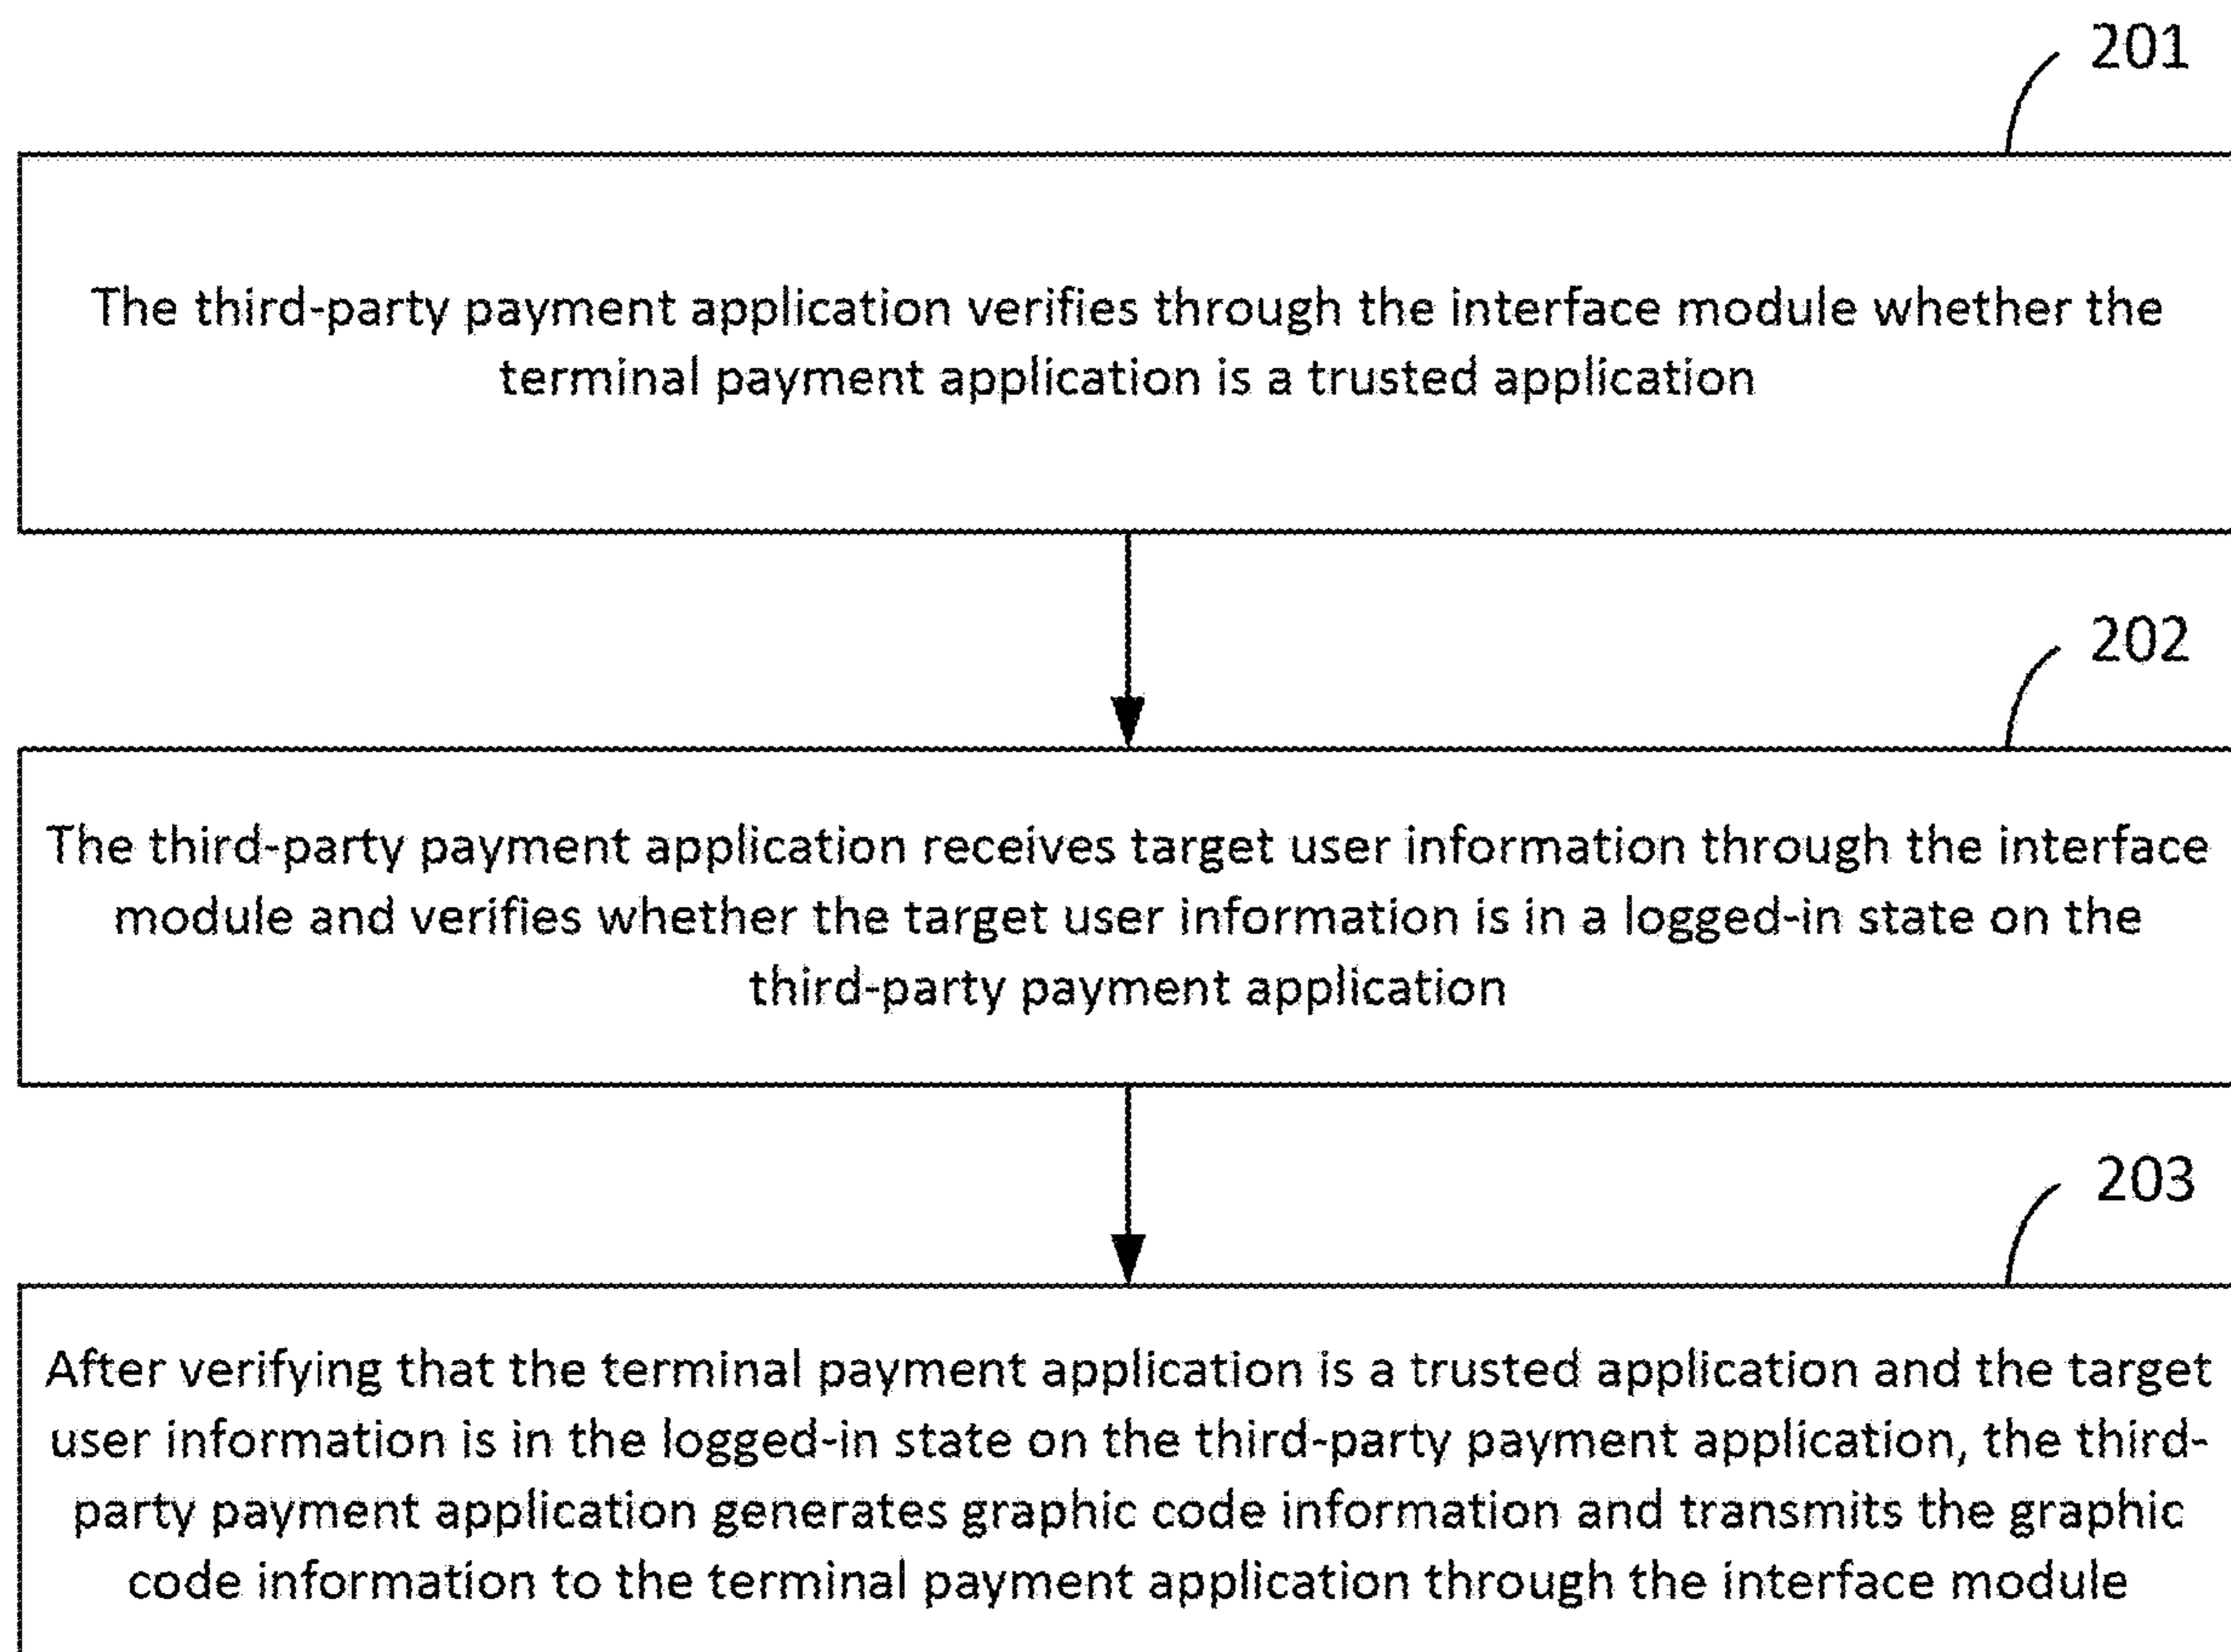 201
The third-party payment application verifies through the interface module whether the
terminal payment application is a trusted application
202
The third-party payment application receives target user information through the interface
module and verifies whether the target user information is in a logged-in state on the
third-party payment application
203
After verifying that the terminal payment application is a trusted application and the target
user information is in the logged-in state on the third-party payment application, the third-
party payment application generates graphic code information and transmits the graphic
code information to the terminal payment application through the interface module